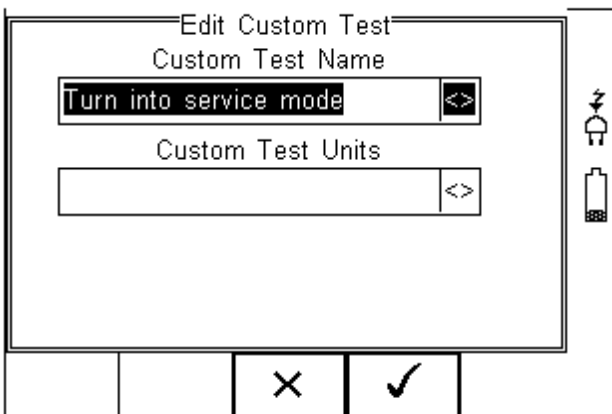 Edit Custom Test
Custom Test Name
Turn into service mode <>
Custom Test Units
<>